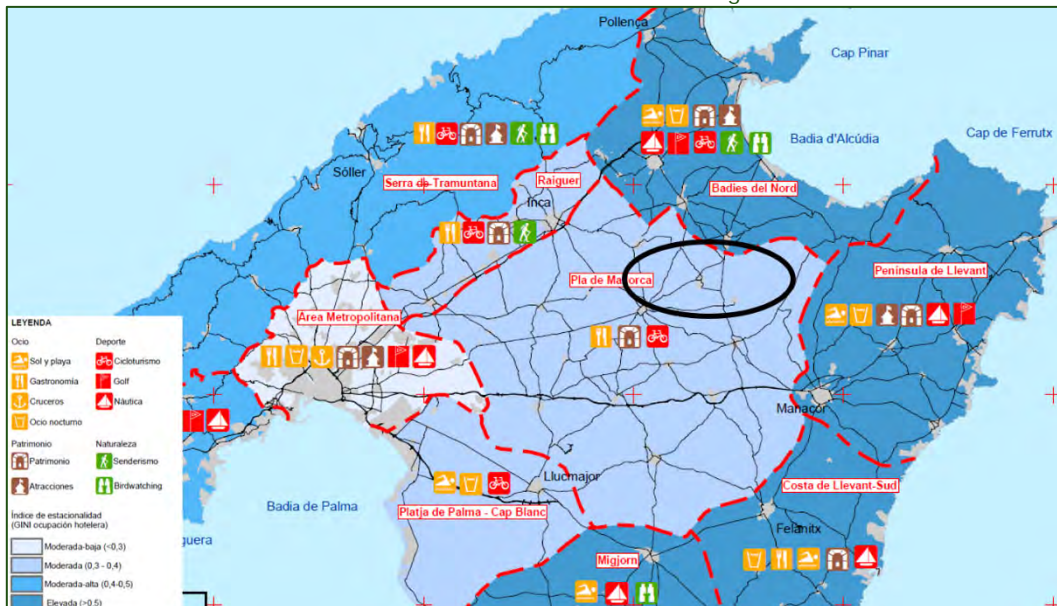 g
Pollença
Cap Pinar
Badia d'Alcúdia
Cap de Ferrutx
Sóller
Serra de Tramuntana
Raiguer
Badies del Nord
Inca
Pla de Mallorca
Península de Llevant
Area Metropolitana
LEYENDA
Ocio
Deporte
Sol y playa
Cicloturismo
Gastronomía
Golf
Cruceros
Náutica
Ocio nocturno
Patrimonio
Naturaleza
Patrimonio
Senderismo
Atracciones
Birdwatching
Índice de estacionalidad
(GINI ocupación hotelera)
Moderada-baja (<0,3)
Moderada (0,3 - 0,4)
Moderada-alta (0,4-0,5)
Elevada (>0,5)
Manacor
Costa de Llevant-Sud
Llucmajor
Badia de Palma
Platja de Palma - Cap Blanc
Felanitx
Migjorn
guera